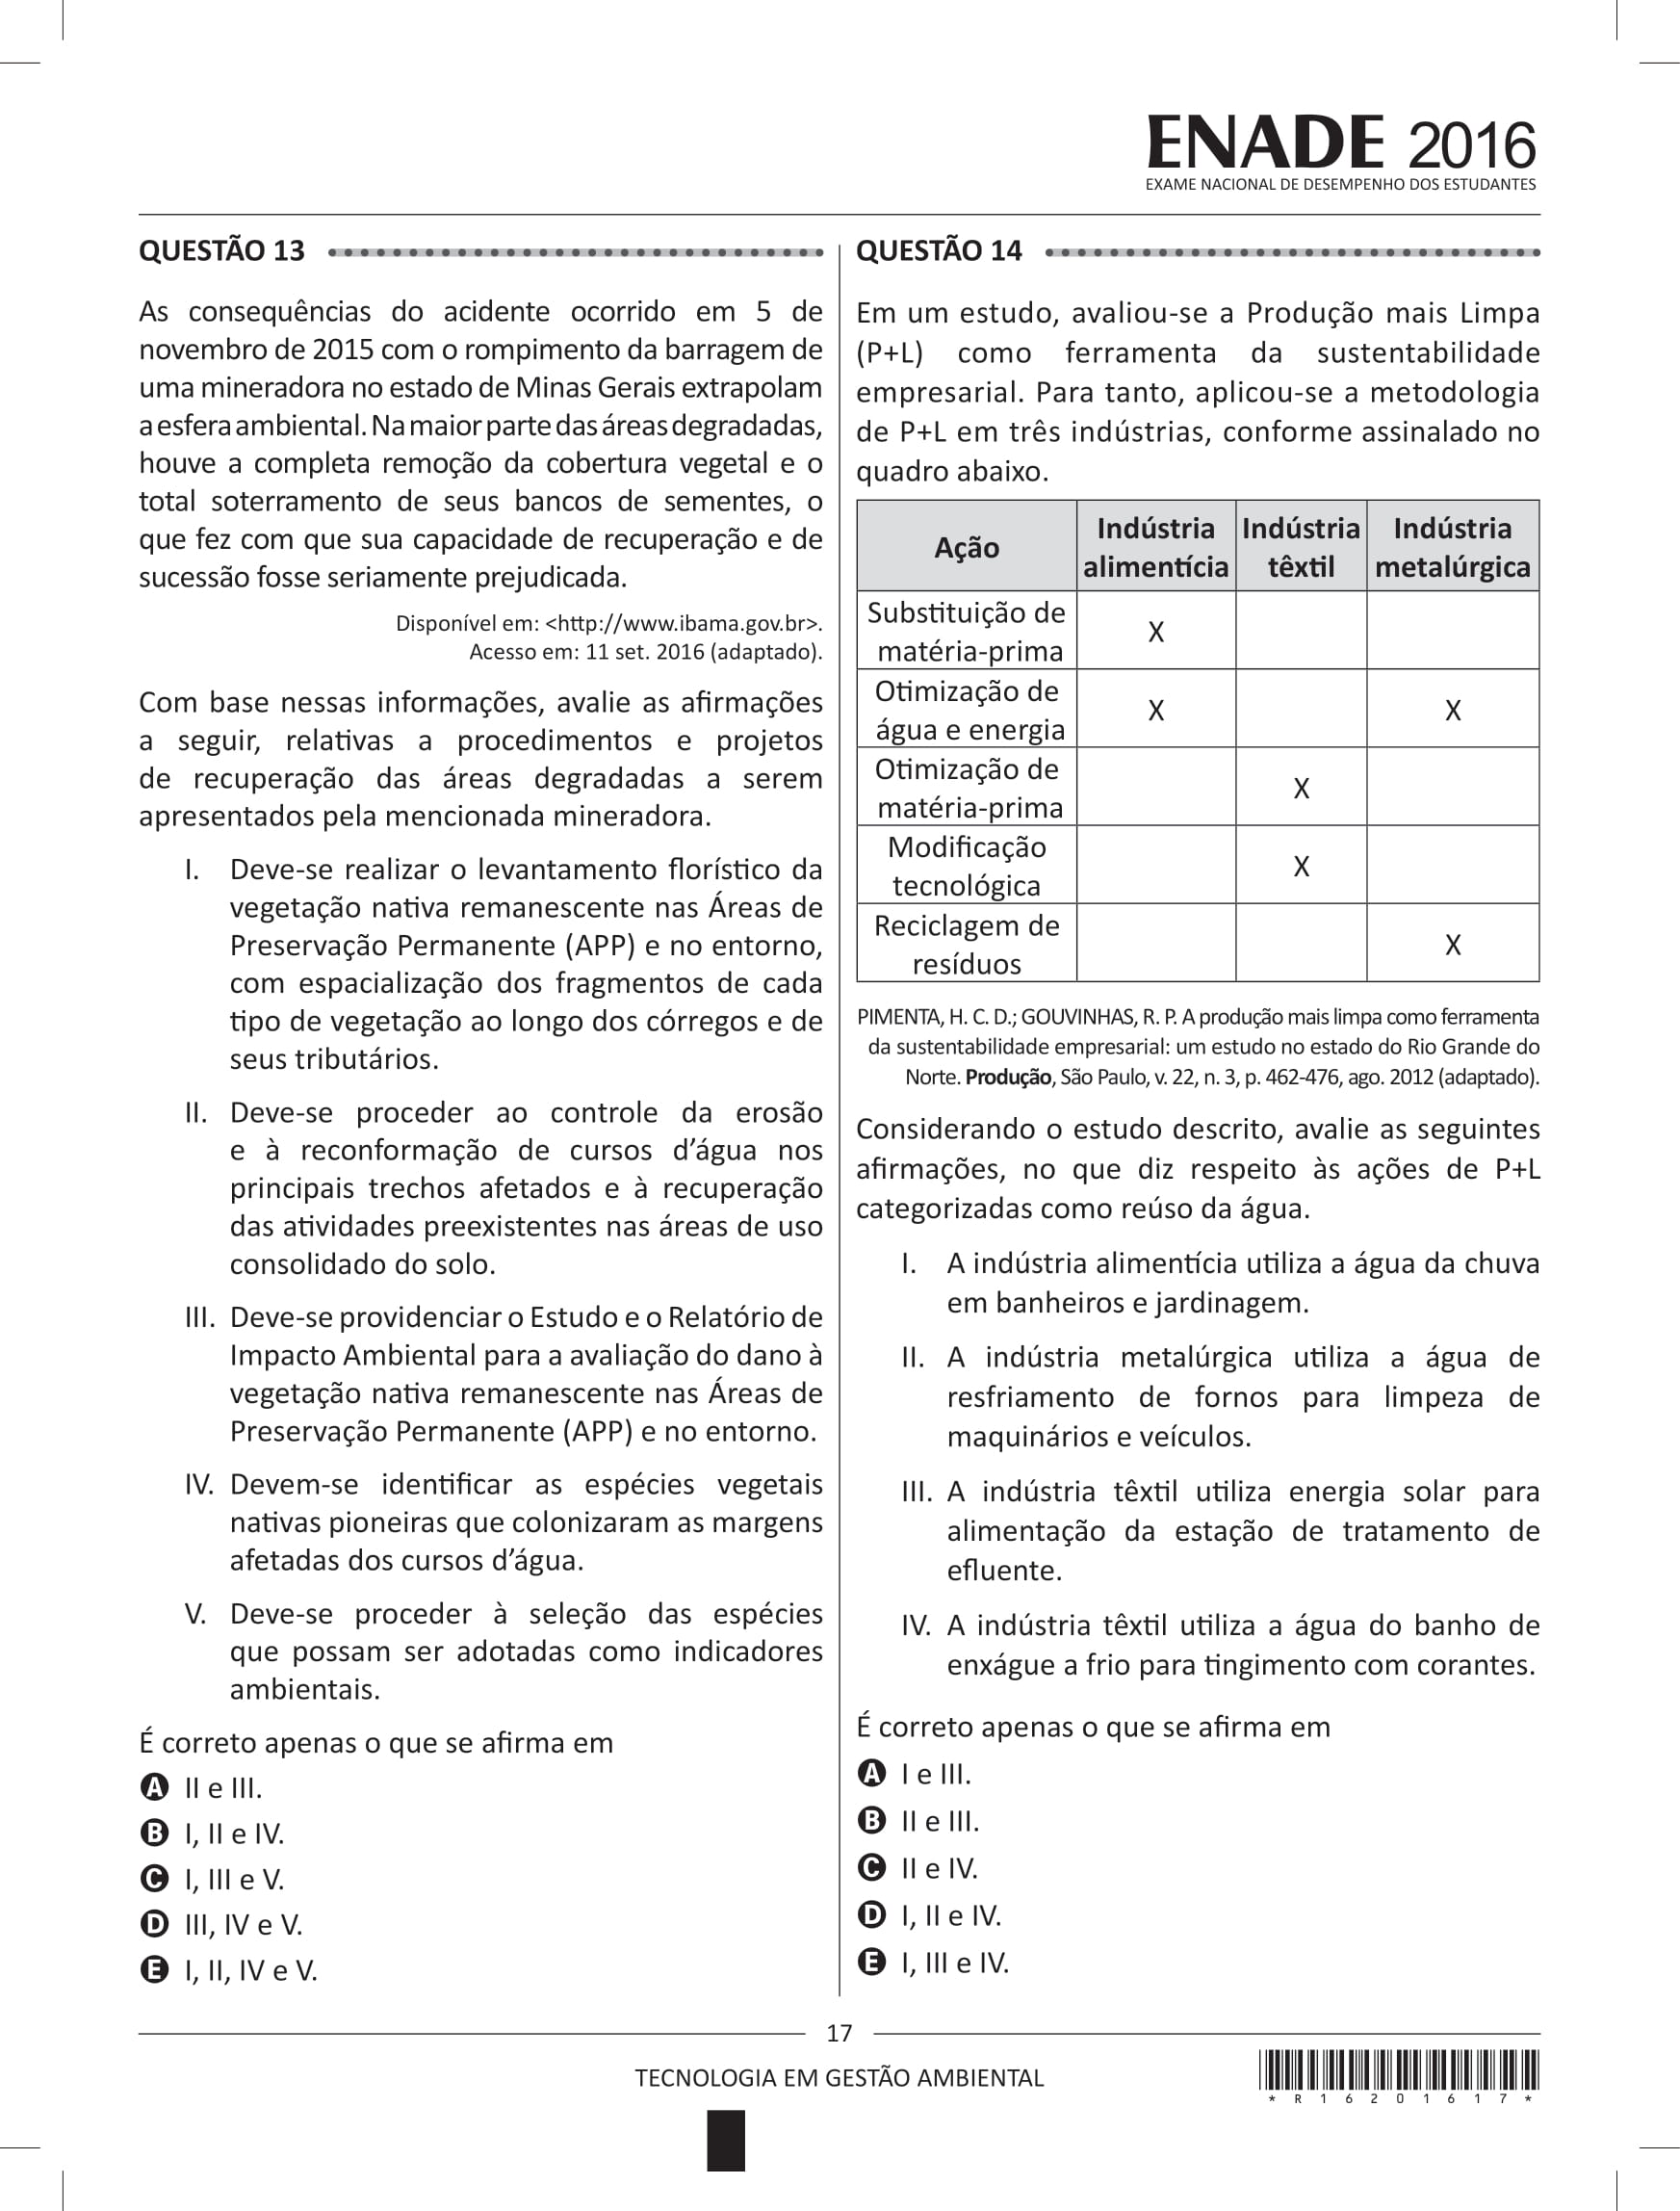 ENADE 2016
EXAME NACIONAL DE DESEMPENHO DOS ESTUDANTES
QUESTÃO 13
As consequências do acidente ocorrido em 5 de
novembro de 2015 com o rompimento da barragem de
uma mineradora no estado de Minas Gerais extrapolam
a esfera ambiental. Na maior parte das áreas degradadas,
houve a completa remoção da cobertura vegetal e o
total soterramento de seus bancos de sementes, o
que fez com que sua capacidade de recuperação e de
sucessão fosse seriamente prejudicada.
Disponível em: <http://www.ibama.gov.br>.
Acesso em: 11 set. 2016 (adaptado).
Com base nessas informações, avalie as afirmações
a seguir, relativas a procedimentos e projetos
de recuperação das áreas degradadas a serem
apresentados pela mencionada mineradora.
I. Deve-se realizar o levantamento florístico da
vegetação nativa remanescente nas Áreas de
Preservação Permanente (APP) e no entorno,
com espacialização dos fragmentos de cada
tipo de vegetação ao longo dos córregos e de
seus tributários.
II. Deve-se proceder ao controle da erosão
e à reconformação de cursos d’água nos
principais trechos afetados e à recuperação
das atividades preexistentes nas áreas de uso
consolidado do solo.
III. Deve-se providenciar o Estudo e o Relatório de
Impacto Ambiental para a avaliação do dano à
vegetação nativa remanescente nas Áreas de
Preservação Permanente (APP) e no entorno.
IV. Devem-se identificar as espécies vegetais
nativas pioneiras que colonizaram as margens
afetadas dos cursos d’água.
V. Deve-se proceder à seleção das espécies
que possam ser adotadas como indicadores
ambientais.
É correto apenas o que se afirma em
A II e III.
B I, II e IV.
C I, III e V.
D III, IV e V.
E I, II, IV e V.
QUESTÃO 14
Em um estudo, avaliou-se a Produção mais Limpa
(P+L) como ferramenta da sustentabilidade
empresarial. Para tanto, aplicou-se a metodologia
de P+L em três indústrias, conforme assinalado no
quadro abaixo.
Ação
Indústria alimentícia
Indústria têxtil
Indústria metalúrgica
Substituição de
matéria-prima
X
Otimização de
água e energia
X X
Otimização de
matéria-prima
X
Modificação
tecnológica
X
Reciclagem de
resíduos
X
PIMENTA, H. C. D.; GOUVINHAS, R. P. A produção mais limpa como ferramenta
da sustentabilidade empresarial: um estudo no estado do Rio Grande do
Norte. Produção, São Paulo, v. 22, n. 3, p. 462-476, ago. 2012 (adaptado).
Considerando o estudo descrito, avalie as seguintes
afirmações, no que diz respeito às ações de P+L
categorizadas como reúso da água.
I. A indústria alimentícia utiliza a água da chuva
em banheiros e jardinagem.
II. A indústria metalúrgica utiliza a água de
resfriamento de fornos para limpeza de
maquinários e veículos.
III. A indústria têxtil utiliza energia solar para
alimentação da estação de tratamento de
efluente.
IV. A indústria têxtil utiliza a água do banho de
enxágue a frio para tingimento com corantes.
É correto apenas o que se afirma em
A I e III.
B II e III.
C II e IV.
D I, II e IV.
E I, III e IV.
17
TECNOLOGIA EM GESTÃO AMBIENTAL
* R 1 6 2 0 1 6 1 7 *